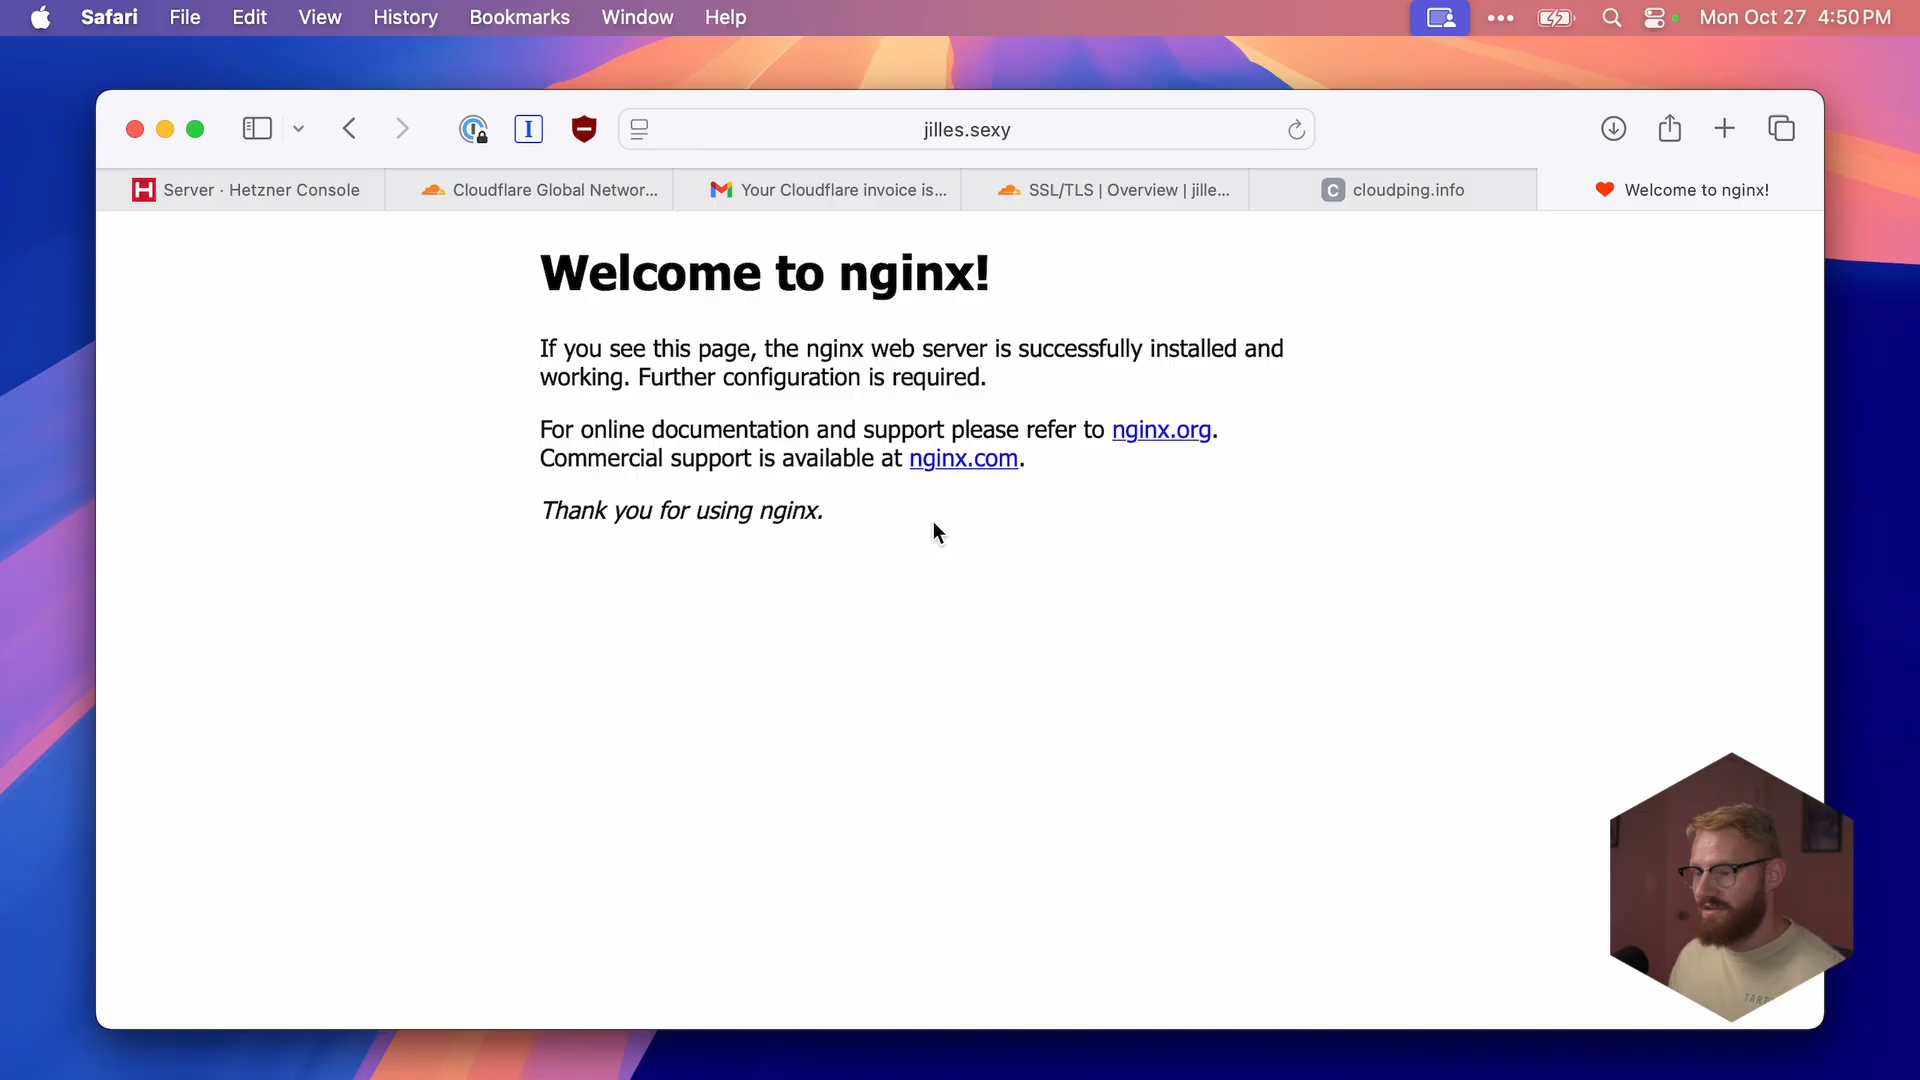 Safari File Edit View History Bookmarks Window Help Mon Oct 27 4:50 PM
jilles.sexy
Server · Hetzner Console Cloudflare Global Networ... Your Cloudflare invoice is... SSL/TLS | Overview | jille... C cloudping.info Welcome to nginx!
Welcome to nginx!
If you see this page, the nginx web server is successfully installed and
working. Further configuration is required.
For online documentation and support please refer to nginx.org.
Commercial support is available at nginx.com.
Thank you for using nginx.